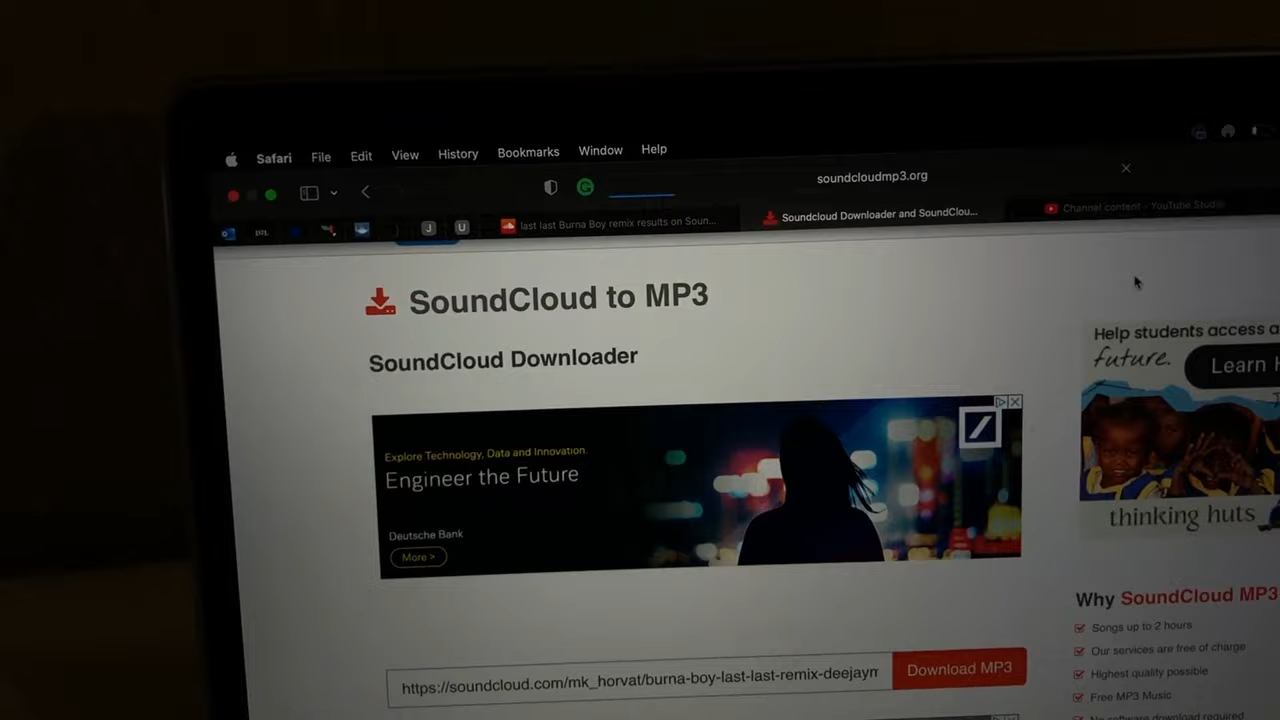 Safari File Edit View History Bookmarks Window Help
soundcloudmp3.org
J U last last Burna Boy remix results on Soun... Soundcloud Downloader and SoundClou... Channel content - YouTube Studio
SoundCloud to MP3
SoundCloud Downloader
Explore Technology, Data and Innovation.
Engineer the Future
Deutsche Bank
More >
Help students access a
future.
Learn
thinking huts
https://soundcloud.com/mk_horvat/burna-boy-last-last-remix-deejayn
Download MP3
Why SoundCloud MP3
Songs up to 2 hours
Our services are free of charge
Highest quality possible
Free MP3 Music
No software download required